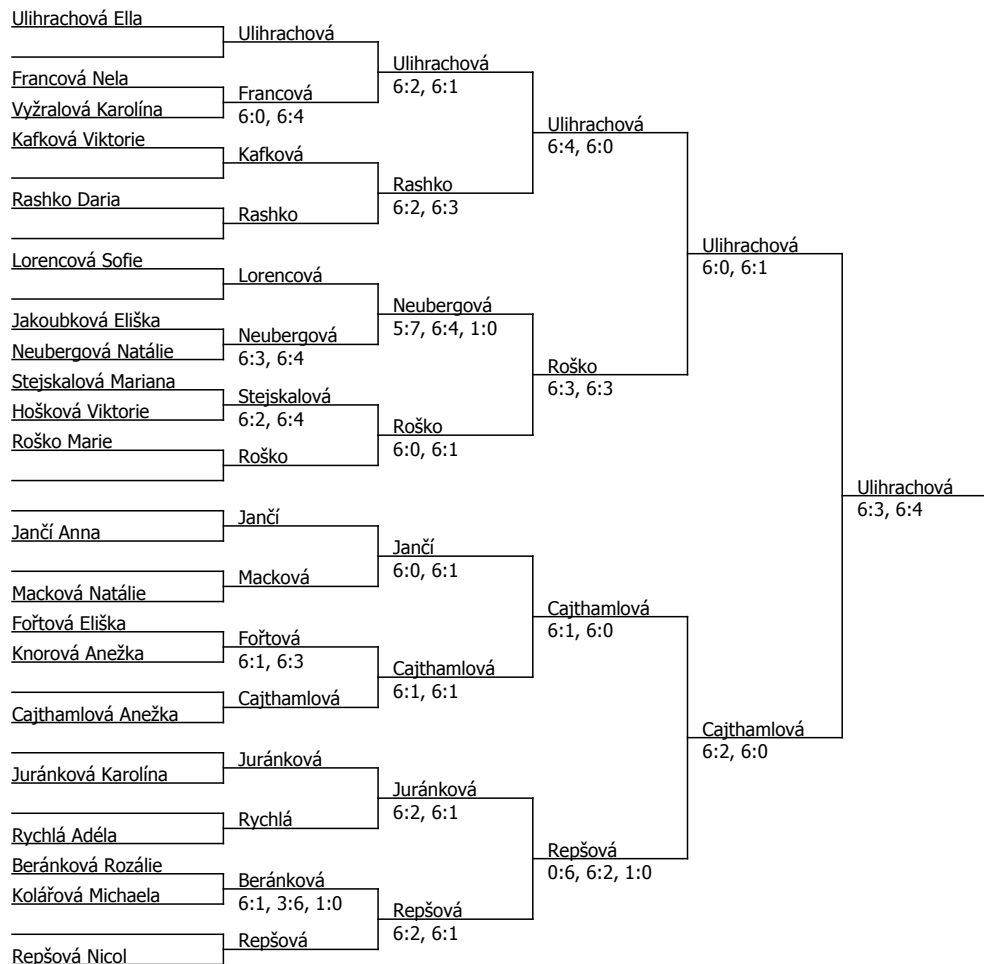 Ulihrachová Ella
Ulihrachová
Ulihrachová
6:2, 6:1
Francová Nela
Francová
6:0, 6:4
Vyžralová Karolína
Ulihrachová
6:4, 6:0
Kafková Viktorie
Kafková
Rashko
6:2, 6:3
Rashko Daria
Rashko
Ulihrachová
6:0, 6:1
Lorencová Sofie
Lorencová
Neubergová
5:7, 6:4, 1:0
Jakoubková Eliška
Neubergová
6:3, 6:4
Neubergová Natálie
Roško
6:3, 6:3
Stejskalová Mariana
Stejskalová
6:2, 6:4
Hošková Viktorie
Roško
6:0, 6:1
Roško Marie
Roško
Ulihrachová
6:3, 6:4
Jančí
Jančí Anna
Jančí
6:0, 6:1
Macková
Macková Natálie
Cajthamlová
6:1, 6:0
Fořtová Eliška
Fořtová
6:1, 6:3
Knorová Anežka
Cajthamlová
6:1, 6:1
Cajthamlová
Cajthamlová Anežka
Cajthamlová
6:2, 6:0
Juránková
Juránková Karolína
Juránková
6:2, 6:1
Rychlá
Rychlá Adéla
Repšová
0:6, 6:2, 1:0
Beránková Rozálie
Beránková
6:1, 3:6, 1:0
Kolářová Michaela
Repšová
6:2, 6:1
Repšová
Repšová Nicol